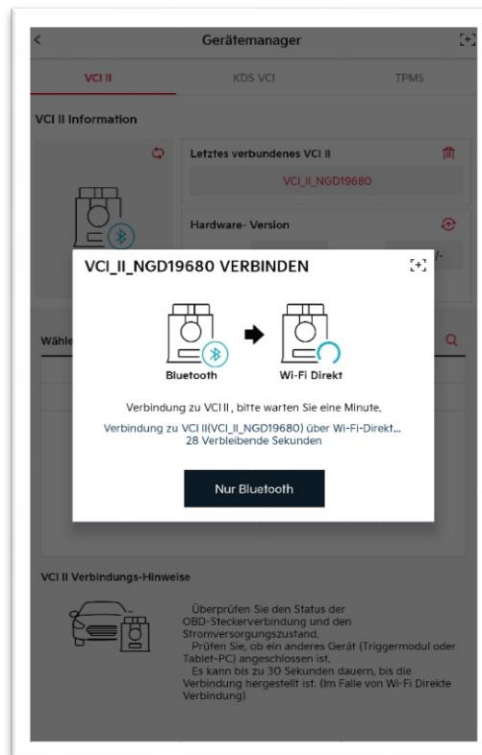 Gerätemanager
VCI II
KDS VCI
TPMS
VCI II Information
Letztes verbundenes VCI II
VCI_II_NGD19680
Hardware- Version
-/-
VCI_II_NGD19680 VERBINDEN
Wähle
Bluetooth
Wi-Fi Direkt
Verbindung zu VCI II , bitte warten Sie eine Minute,
Verbindung zu VCI II(VCI_II_NGD19680) über Wi-Fi-Direkt...
28 Verbleibende Sekunden
Nur Bluetooth
VCI II Verbindungs-Hinweise
Überprüfen Sie den Status der
OBD-Steckerverbindung und den
Stromversorgungszustand,
Prüfen Sie, ob ein anderes Gerät (Triggermodul oder
Tablet-PC) angeschlossen ist,
Es kann bis zu 30 Sekunden dauern, bis die
Verbindung hergestellt ist. (Im Falle von Wi-Fi Direkte
Verbindung)